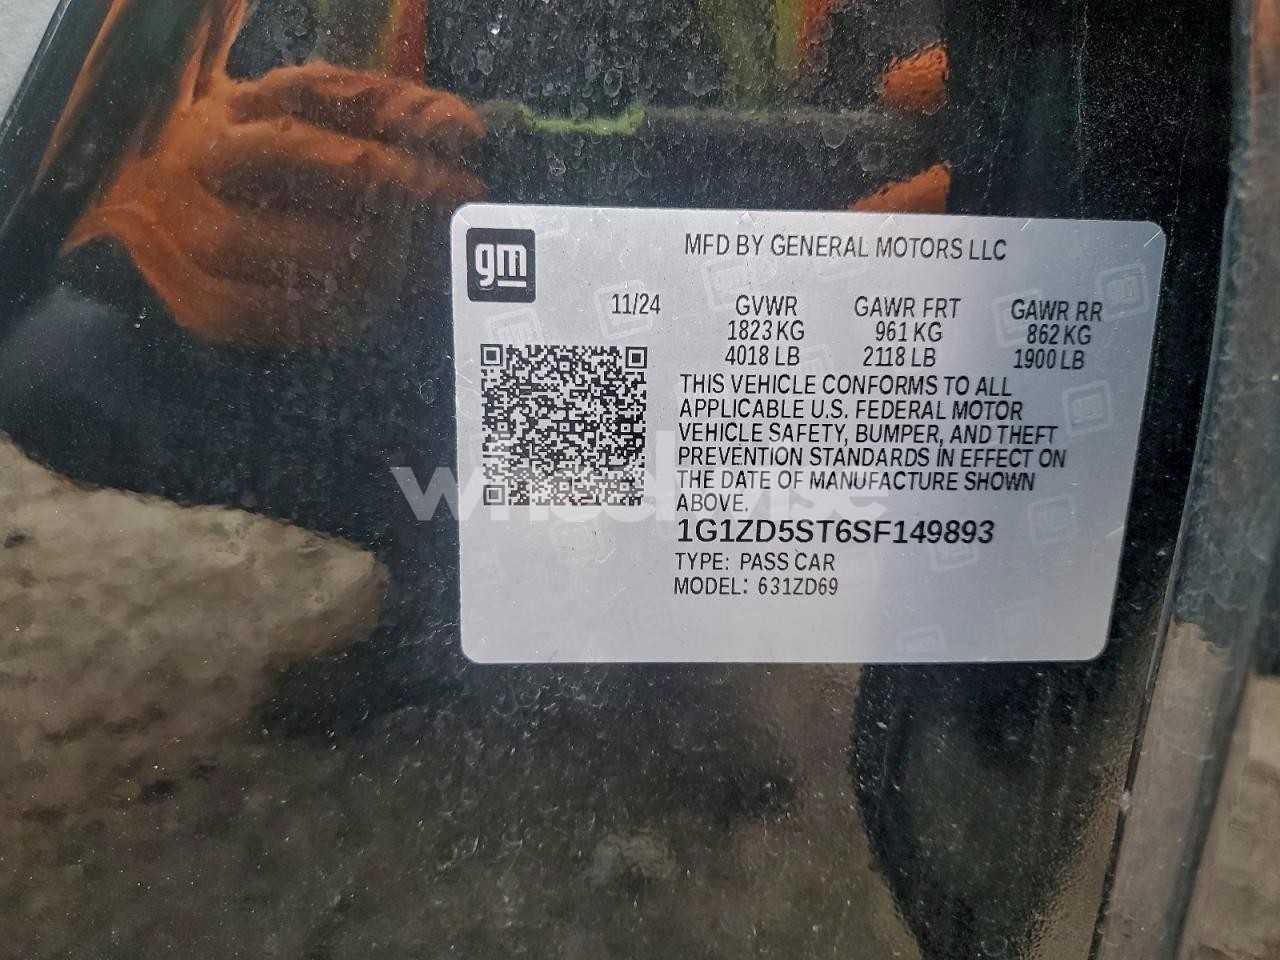 gm
MFD BY GENERAL MOTORS LLC
11/24 GVWR GAWR FRT GAWR RR
1823 KG 961 KG 862 KG
4018 LB 2118 LB 1900 LB
THIS VEHICLE CONFORMS TO ALL
APPLICABLE U.S. FEDERAL MOTOR
VEHICLE SAFETY, BUMPER, AND THEFT
PREVENTION STANDARDS IN EFFECT ON
THE DATE OF MANUFACTURE SHOWN
ABOVE.
1G1ZD5ST6SF149893
TYPE: PASS CAR
MODEL: 631ZD69
wheelwise